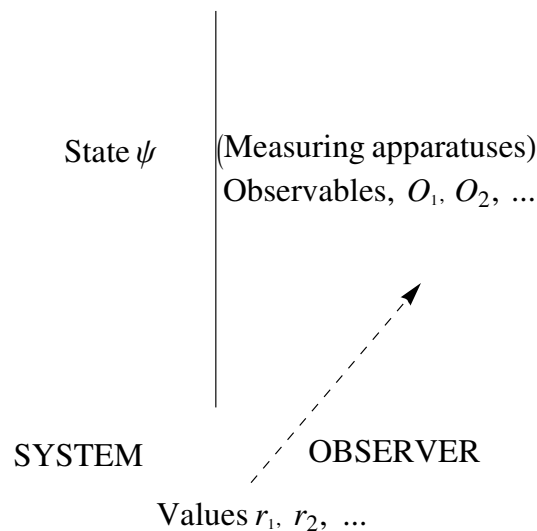 State ψ
(Measuring apparatuses)
Observables, O₁, O₂, ...
SYSTEM
OBSERVER
Values r₁, r₂, ...